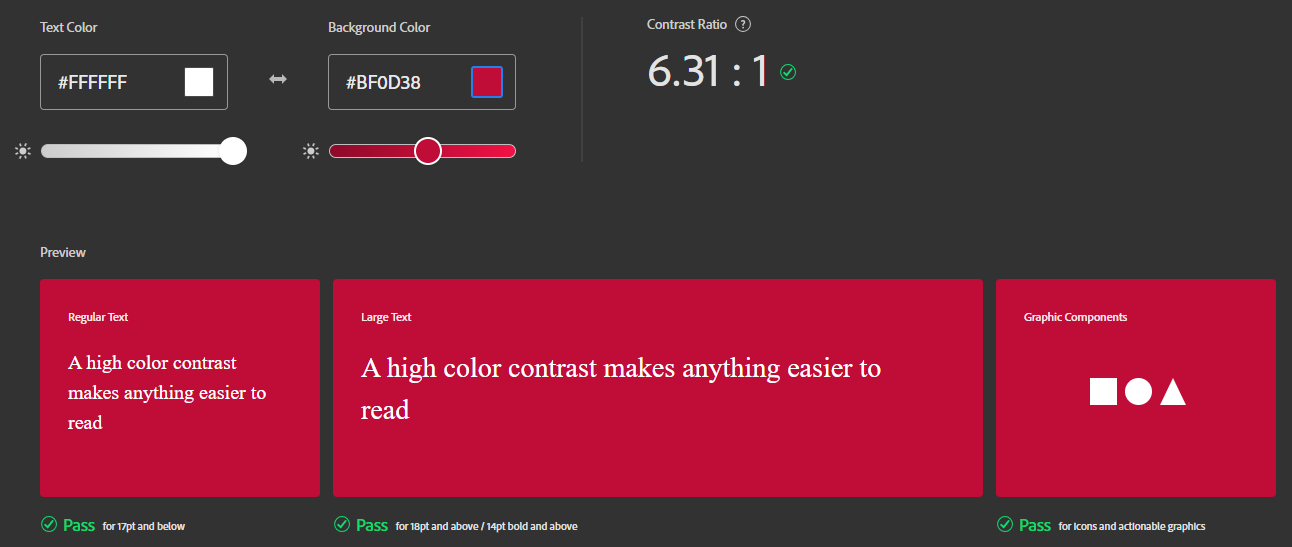 Text Color
Background Color
Contrast Ratio ?
#FFFFFF
#BF0D38
6.31 : 1
Preview
Regular Text
A high color contrast
makes anything easier to
read
Large Text
A high color contrast makes anything easier to
read
Graphic Components
Pass for 17pt and below
Pass for 18pt and above / 14pt bold and above
Pass for icons and actionable graphics